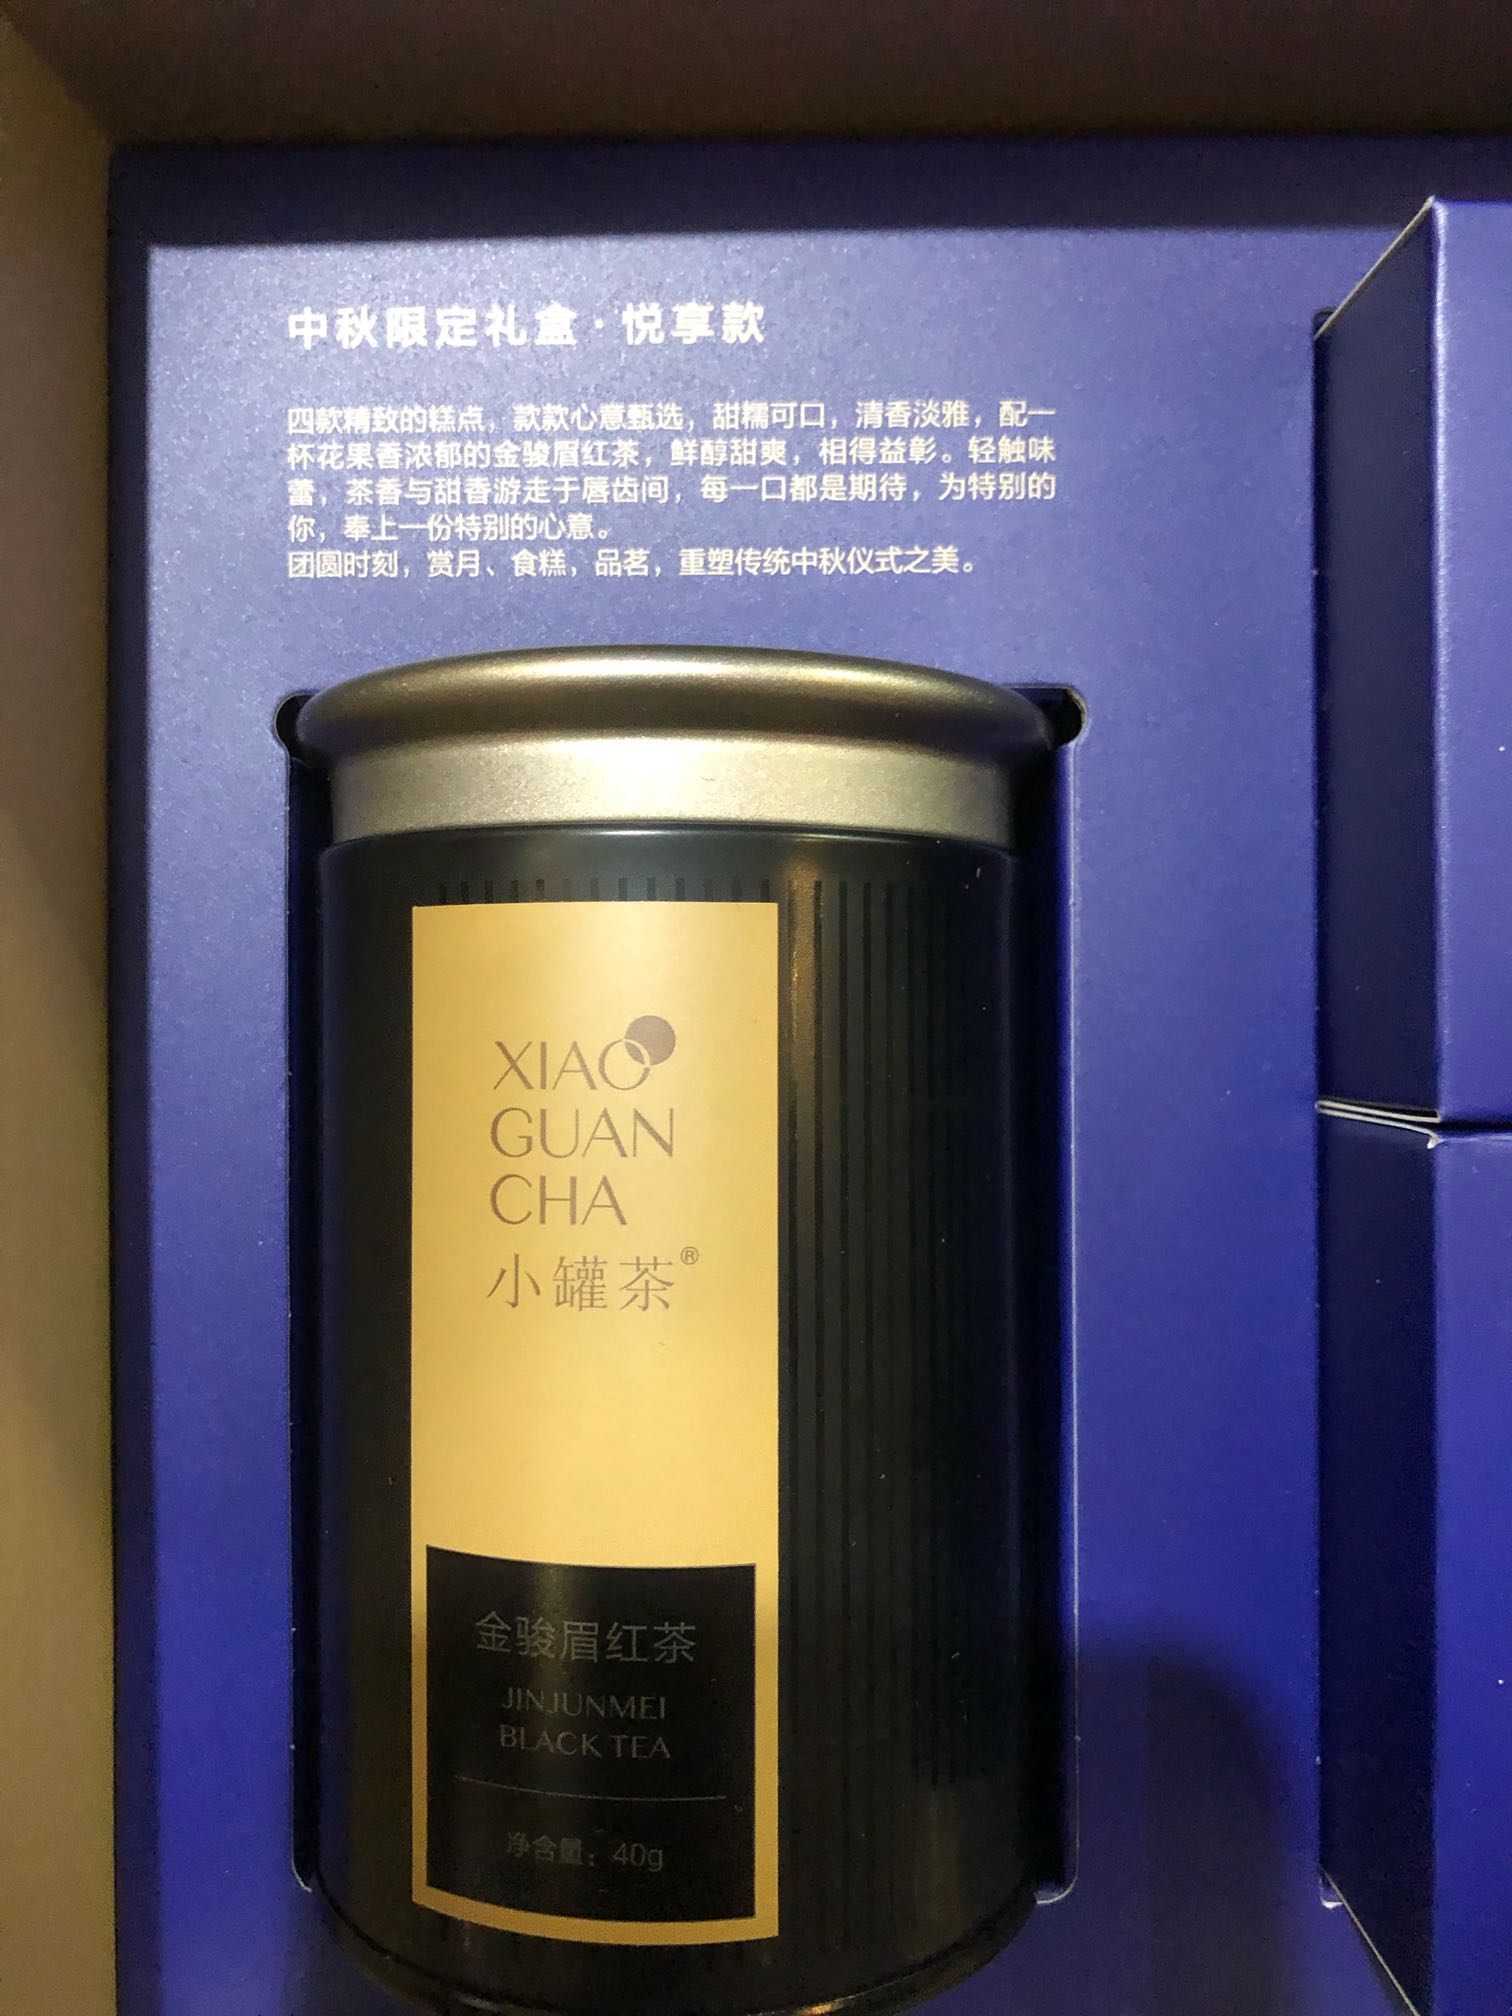 中秋限定礼盒·悦享款
四款精致的糕点，款款心意甄选，甜糯可口，清香淡雅，配一
杯花果香浓郁的金骏眉红茶，鲜醇甜爽，相得益彰。轻触味
蕾，茶香与甜香游走于唇齿间，每一口都是期待，为特别的
你，奉上一份特别的心意。
团圆时刻，赏月、食糕，品茗，重塑传统中秋仪式之美。
XIAO
GUAN
CHA
小罐茶®
金骏眉红茶
JINJUNMEI
BLACK TEA
净含量：40g